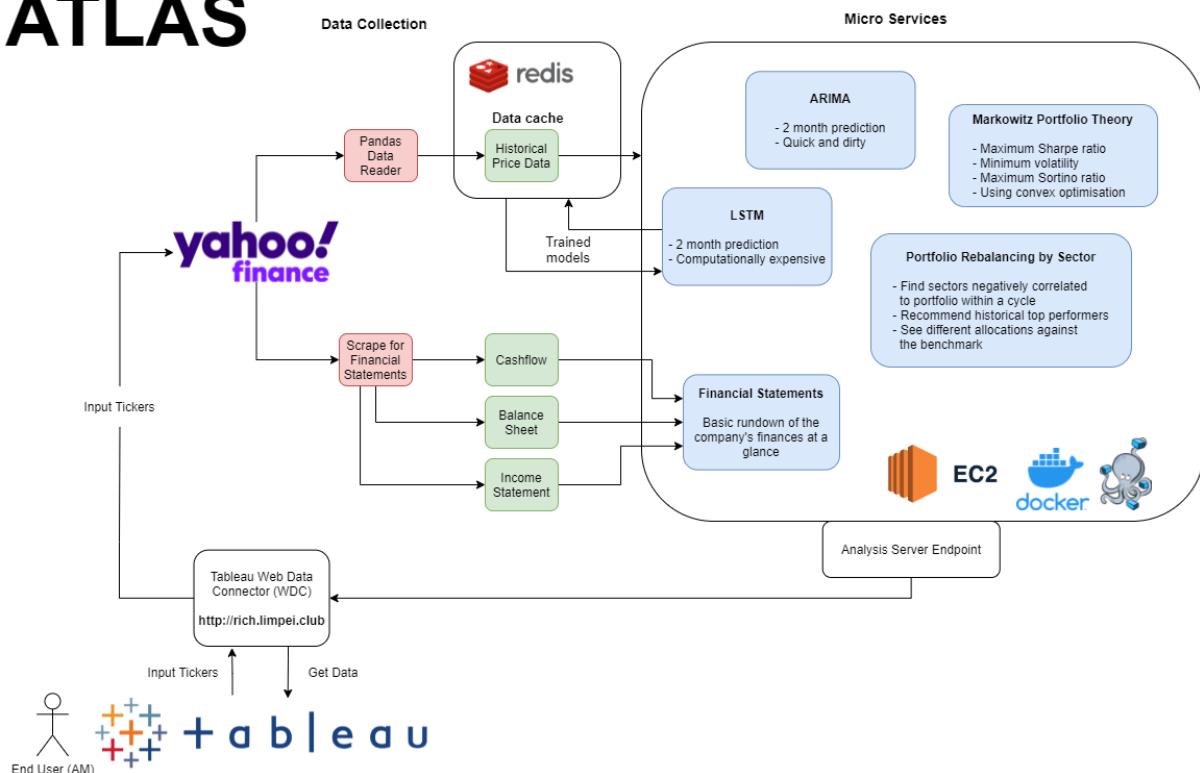 ATLAS
Data Collection
Micro Services
redis
Data cache
Pandas
Data
Reader
Historical
Price Data
ARIMA
- 2 month prediction
- Quick and dirty
Markowitz Portfolio Theory
- Maximum Sharpe ratio
- Minimum volatility
- Maximum Sortino ratio
- Using convex optimisation
LSTM
- 2 month prediction
- Computationally expensive
Trained
models
yahoo!
finance
Portfolio Rebalancing by Sector
- Find sectors negatively correlated
to portfolio within a cycle
- Recommend historical top performers
- See different allocations against
the benchmark
Scrape for
Financial
Statements
Cashflow
Balance
Sheet
Income
Statement
Financial Statements
Basic rundown of the
company's finances at a
glance
Input Tickers
EC2
docker
Analysis Server Endpoint
Tableau Web Data
Connector (WDC)
http://rich.limpei.club
Input Tickers
Get Data
tableau
End User (AM)